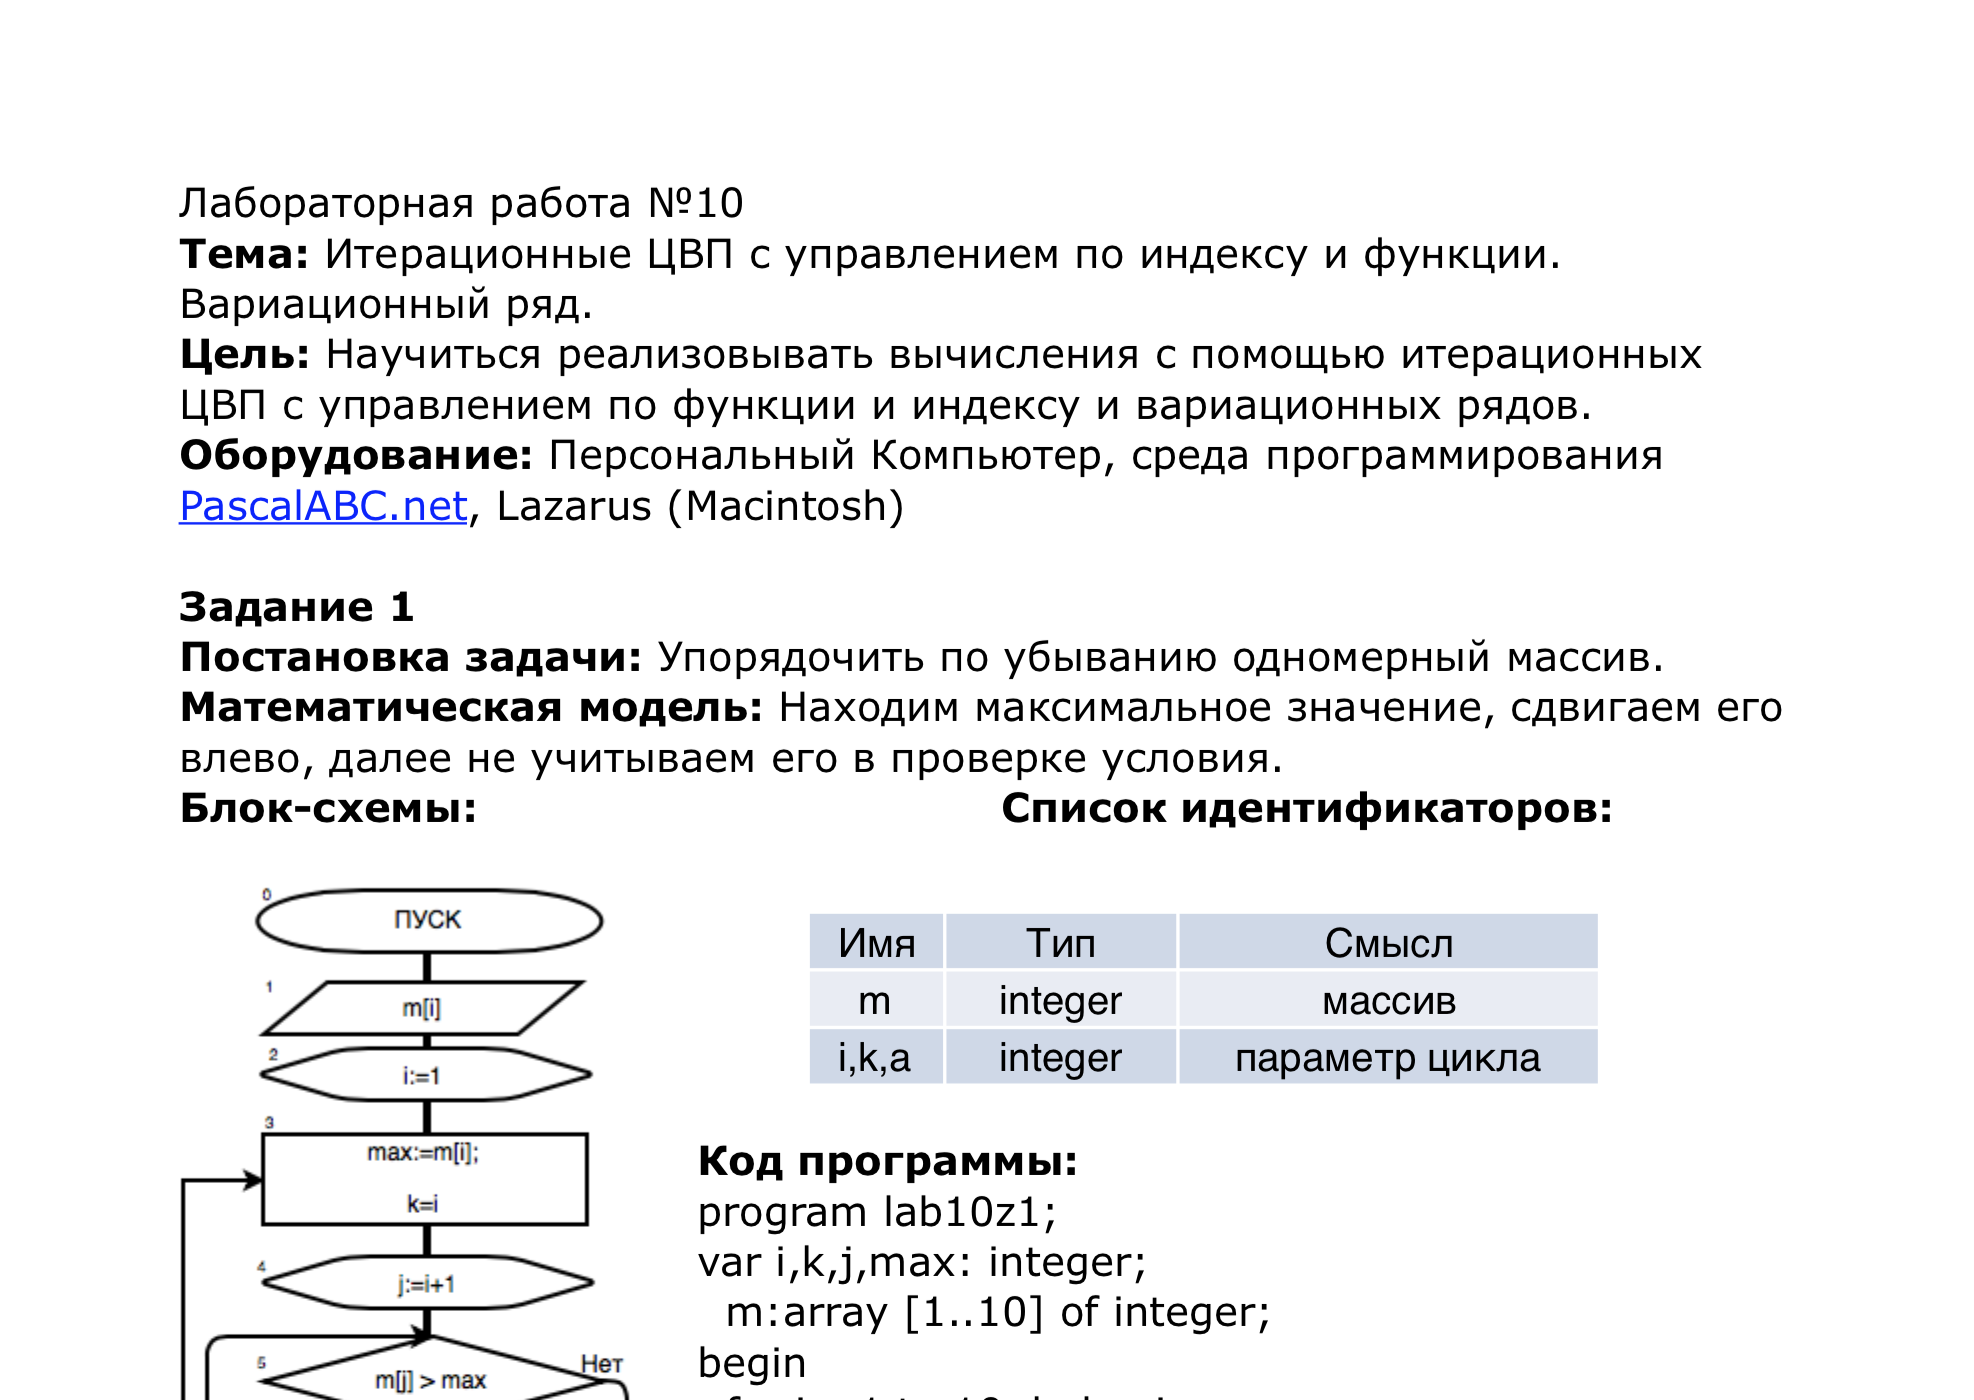 Лабораторная работа №10
Тема: Итерационные ЦВП с управлением по индексу и функции.
Вариационный ряд.
Цель: Научиться реализовывать вычисления с помощью итерационных
ЦВП с управлением по функции и индексу и вариационных рядов.
Оборудование: Персональный Компьютер, среда программирования
PascalABC.net, Lazarus (Macintosh)
Задание 1
Постановка задачи: Упорядочить по убыванию одномерный массив.
Математическая модель: Находим максимальное значение, сдвигаем его
влево, далее не учитываем его в проверке условия.
Блок-схемы:
0
ПУСК
1
m[i]
2
i:=1
3
max:=m[i];
k=i
4
j:=i+1
5
m[j] > max
Нет
Список идентификаторов:
Имя Тип Смысл
m integer массив
i,k,a integer параметр цикла
Код программы:
program lab10z1;
var i,k,j,max: integer;
m:array [1..10] of integer;
begin